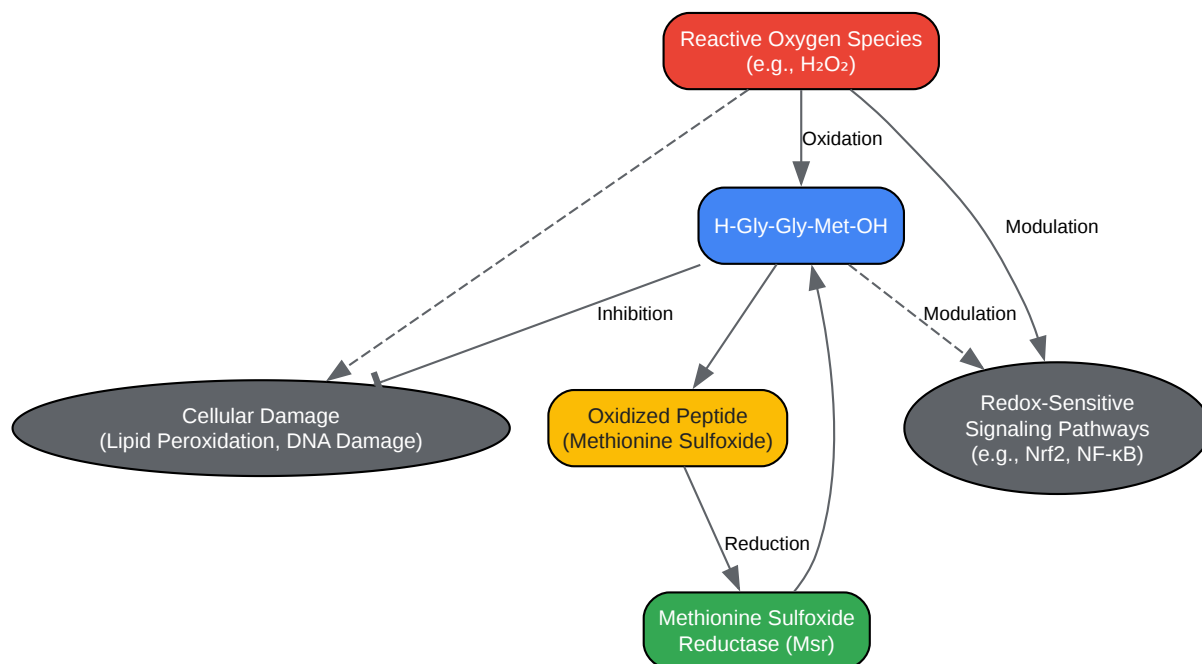 Reactive Oxygen Species
(e.g., H₂O₂)
Oxidation
H-Gly-Gly-Met-OH
Modulation
Inhibition
Modulation
Cellular Damage
(Lipid Peroxidation, DNA Damage)
Oxidized Peptide
(Methionine Sulfoxide)
Redox-Sensitive
Signaling Pathways
(e.g., Nrf2, NF-κB)
Reduction
Methionine Sulfoxide
Reductase (Msr)